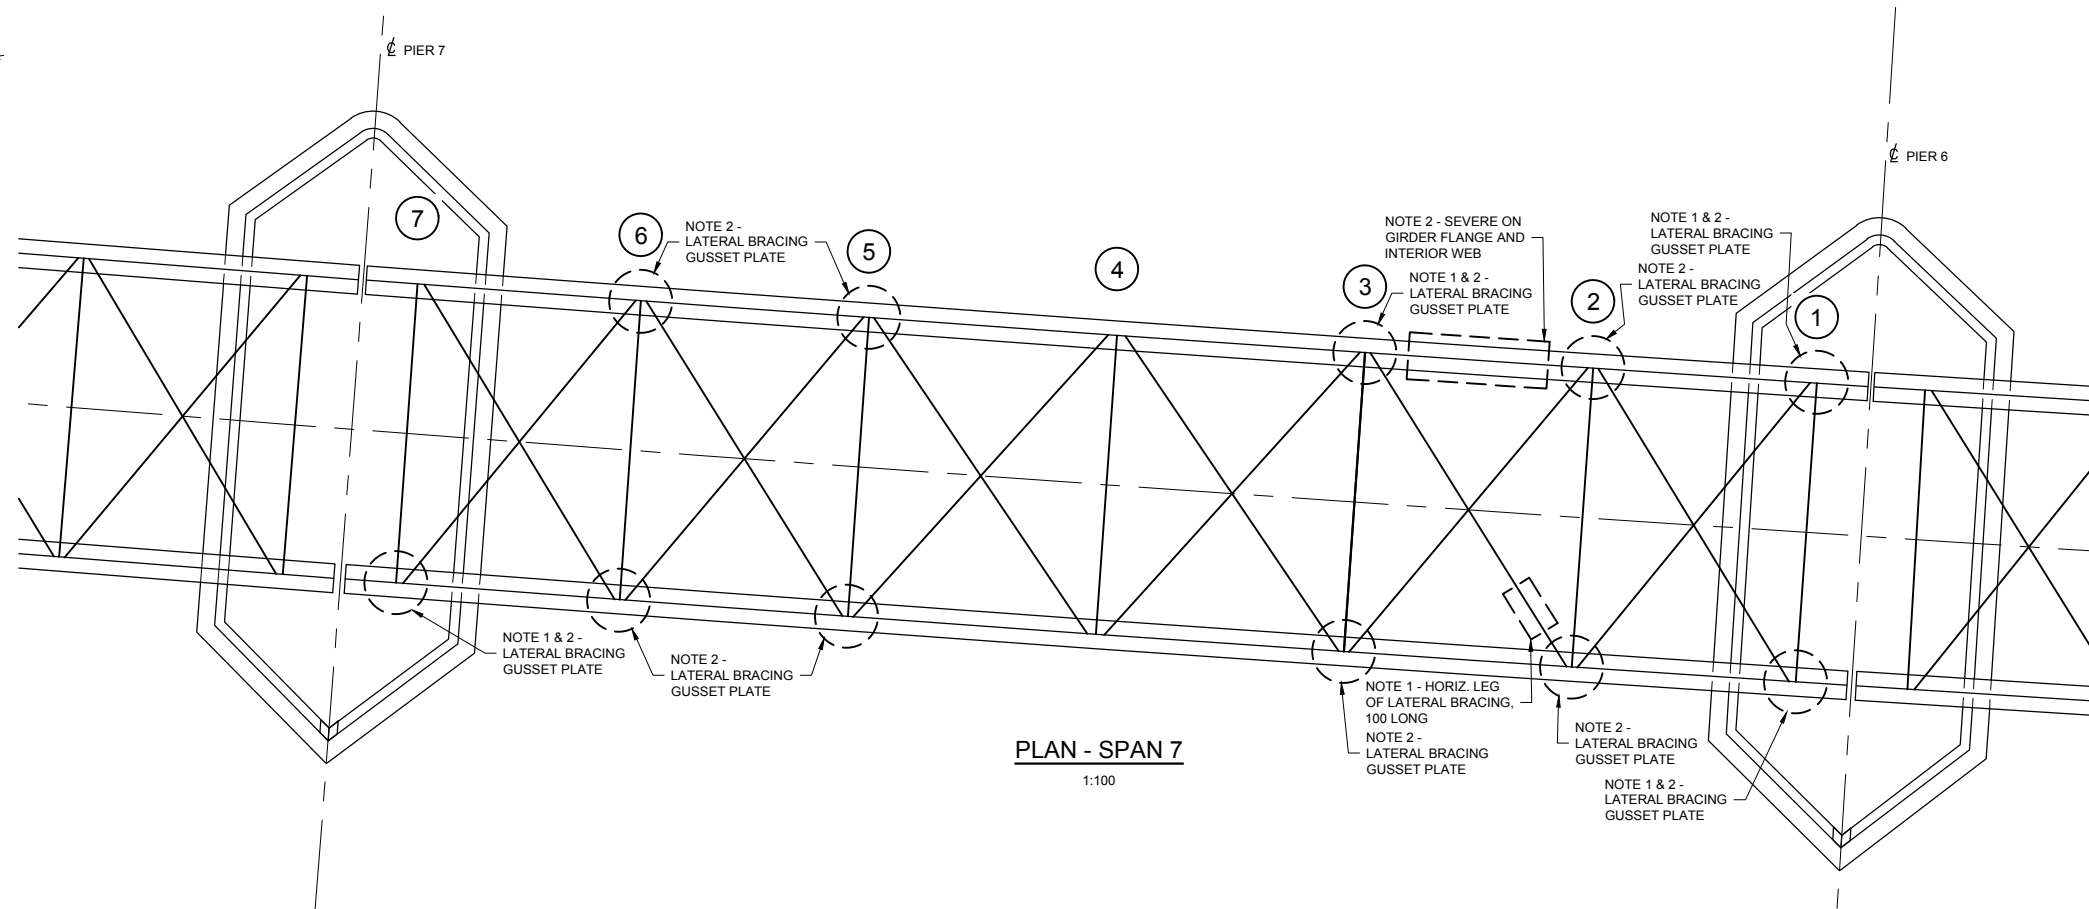 ℄ PIER 7
℄ PIER 6
7
6
NOTE 2 -
LATERAL BRACING
GUSSET PLATE
5
4
NOTE 2 - SEVERE ON
GIRDER FLANGE AND
INTERIOR WEB
3
NOTE 1 & 2 -
LATERAL BRACING
GUSSET PLATE
NOTE 1 & 2 -
LATERAL BRACING
GUSSET PLATE
2
NOTE 2 -
LATERAL BRACING
GUSSET PLATE
1
NOTE 1 & 2 -
LATERAL BRACING
GUSSET PLATE
NOTE 2 -
LATERAL BRACING
GUSSET PLATE
NOTE 1 - HORIZ. LEG
OF LATERAL BRACING,
100 LONG
NOTE 2 -
LATERAL BRACING
GUSSET PLATE
NOTE 2 -
LATERAL BRACING
GUSSET PLATE
NOTE 1 & 2 -
LATERAL BRACING
GUSSET PLATE
PLAN - SPAN 7
1:100